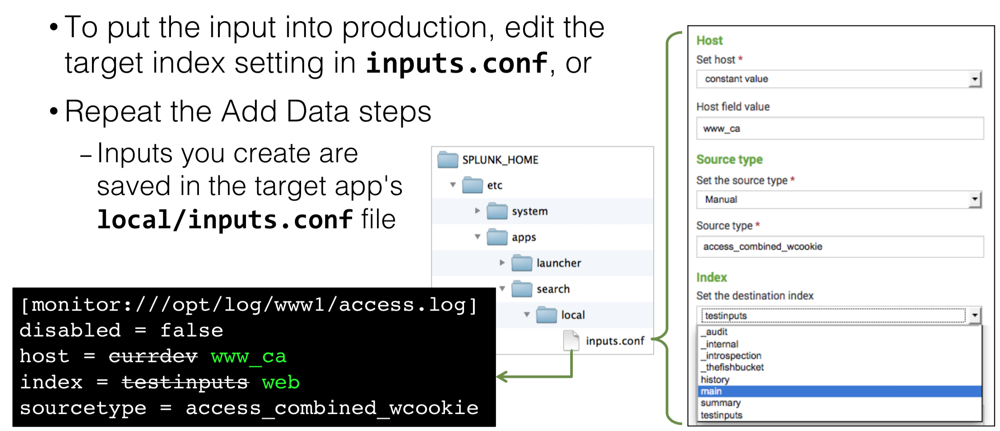 • To put the input into production, edit the
target index setting in inputs.conf, or
• Repeat the Add Data steps
– Inputs you create are
saved in the target app's
local/inputs.conf file
[monitor:///opt/log/www1/access.log]
disabled = false
host = currdev www_ca
index = testinputs web
sourcetype = access_combined_wcookie
SPLUNK_HOME
etc
system
apps
launcher
search
local
inputs.conf
Host
Set host *
constant value
Host field value
www_ca
Source type
Set the source type *
Manual
Source type *
access_combined_wcookie
Index
Set the destination index
testinputs
_audit
_internal
_introspection
_thefishbucket
history
main
summary
testinputs